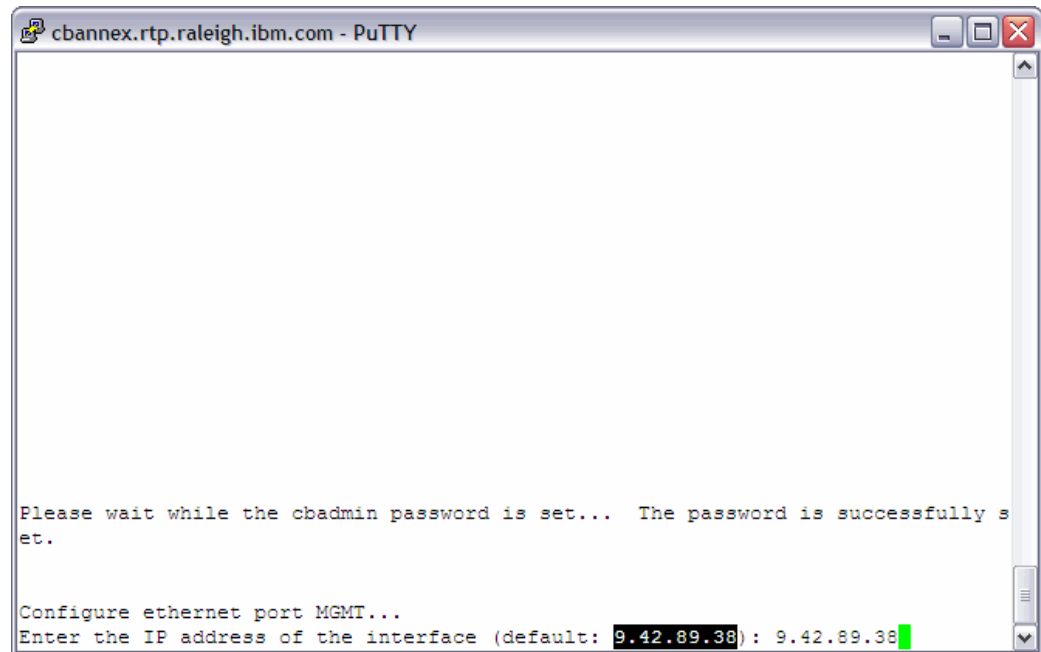 cbannex.rtp.raleigh.ibm.com - PuTTY
Please wait while the cbadmin password is set...  The password is successfully s
et.
Configure ethernet port MGMT...
Enter the IP address of the interface (default: 9.42.89.38): 9.42.89.38